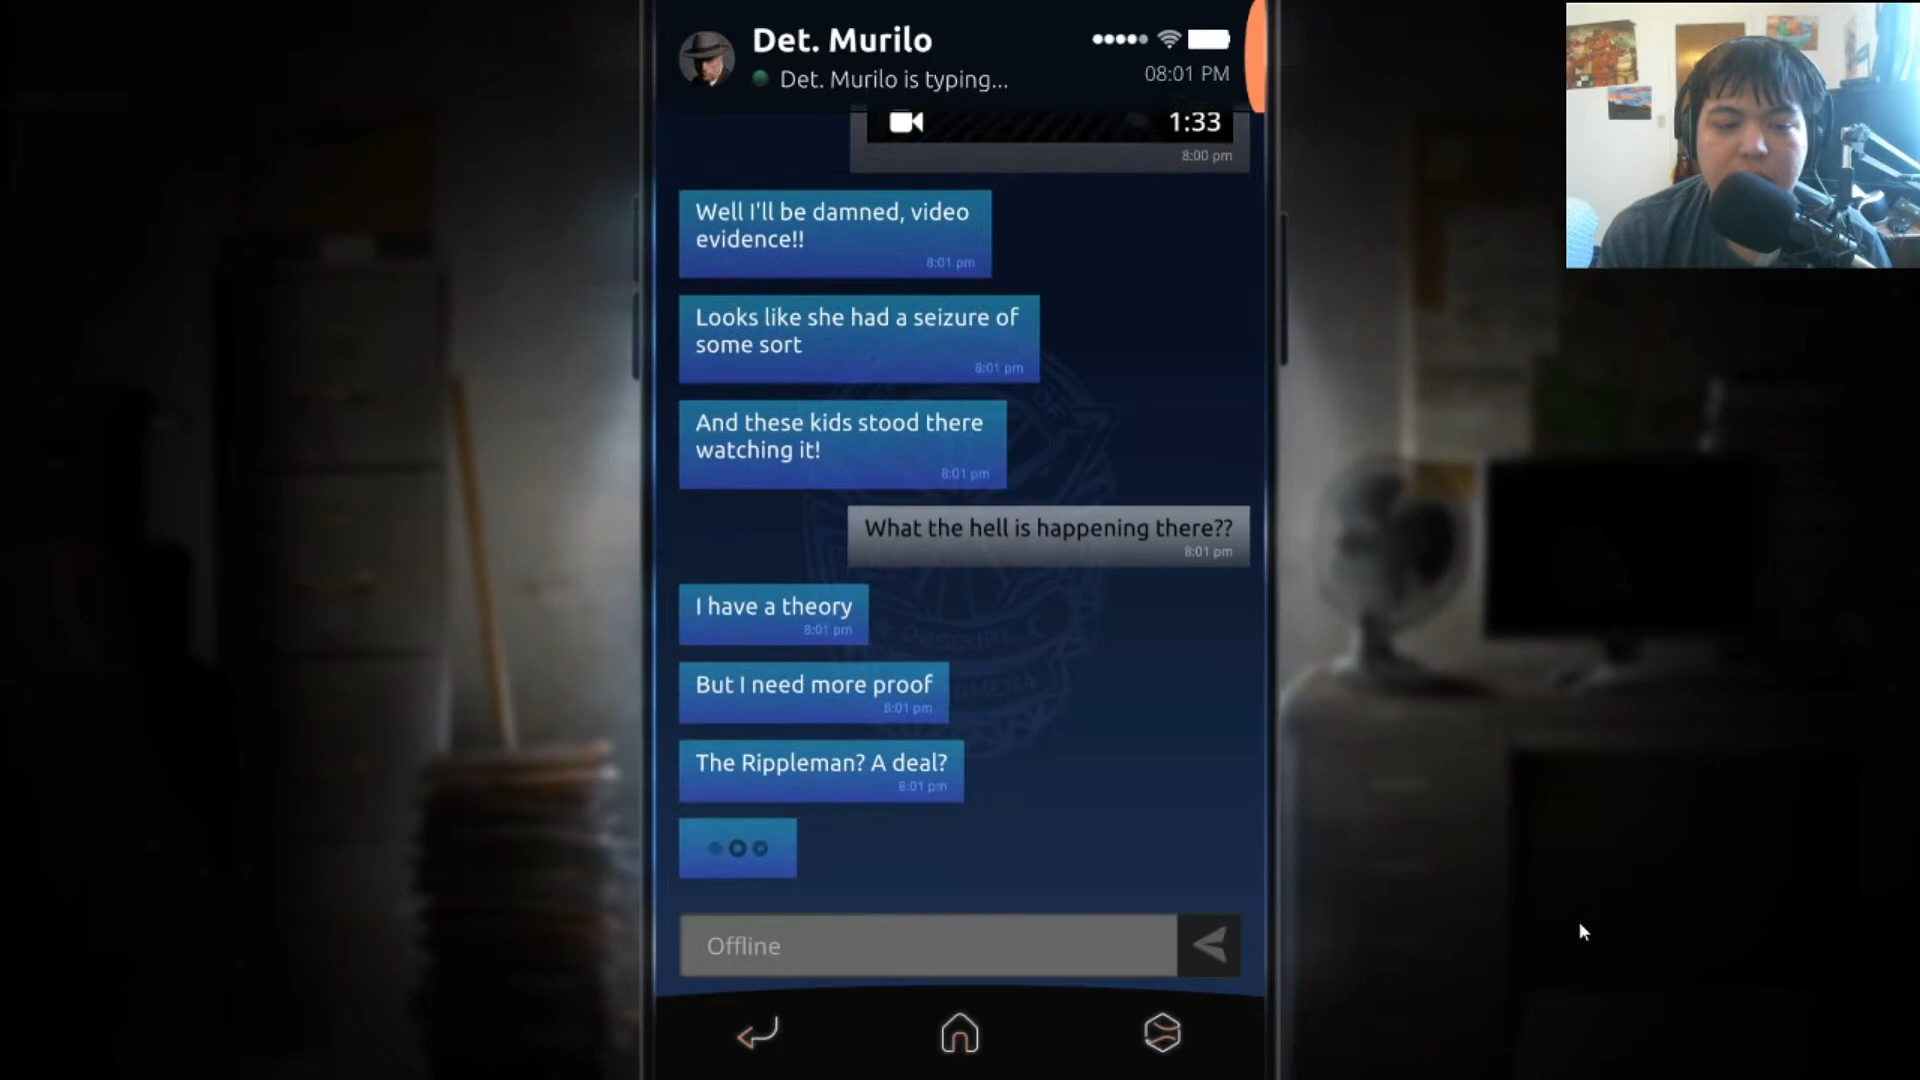 Det. Murilo
Det. Murilo is typing...
08:01 PM
1:33
8:00 pm
Well I'll be damned, video
evidence!!
8:01 pm
Looks like she had a seizure of
some sort
8:01 pm
And these kids stood there
watching it!
8:01 pm
What the hell is happening there??
8:01 pm
I have a theory
8:01 pm
But I need more proof
8:01 pm
The Rippleman? A deal?
8:01 pm
OBSCURE
Offline